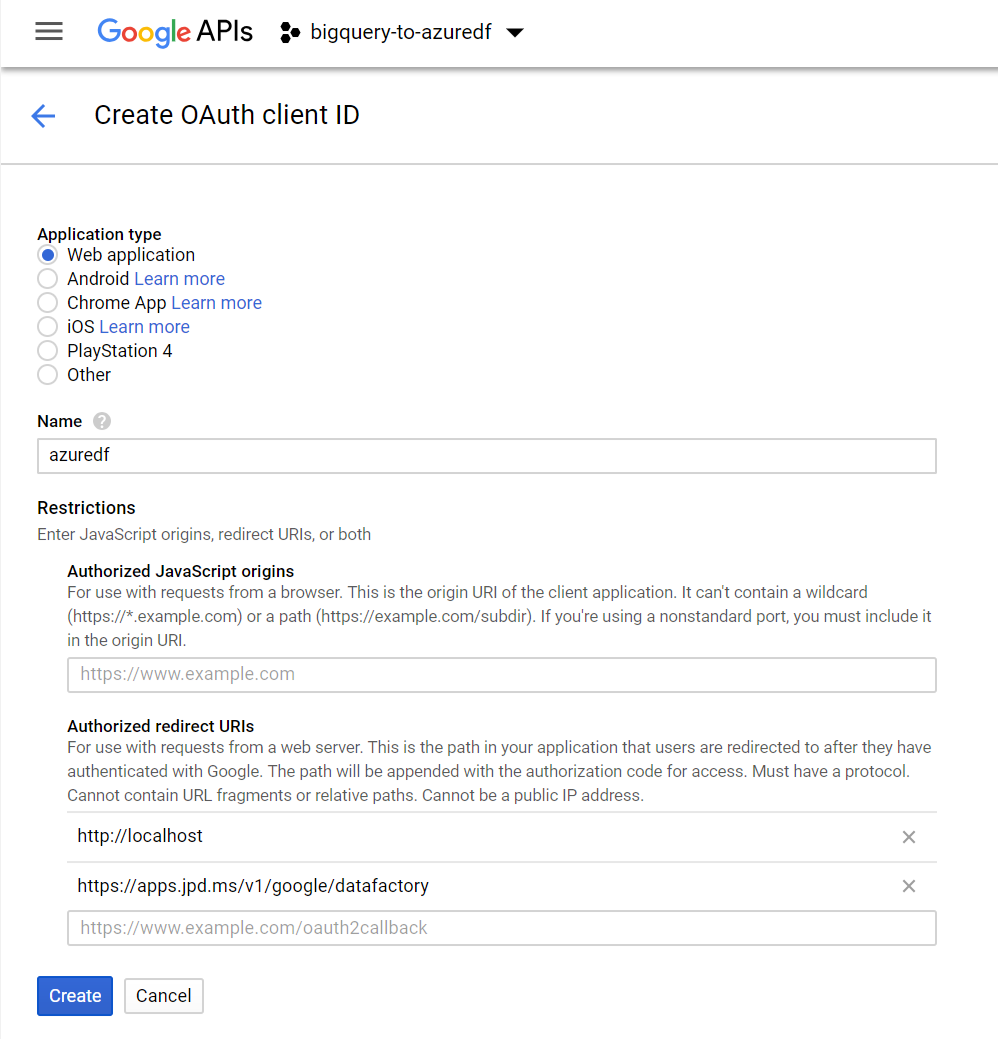 Google APIs bigquery-to-azuredf
Create OAuth client ID
Application type
Web application
Android Learn more
Chrome App Learn more
iOS Learn more
PlayStation 4
Other
Name ?
azuredf
Restrictions
Enter JavaScript origins, redirect URIs, or both
Authorized JavaScript origins
For use with requests from a browser. This is the origin URI of the client application. It can't contain a wildcard
(https://*.example.com) or a path (https://example.com/subdir). If you're using a nonstandard port, you must include it
in the origin URI.
https://www.example.com
Authorized redirect URIs
For use with requests from a web server. This is the path in your application that users are redirected to after they have
authenticated with Google. The path will be appended with the authorization code for access. Must have a protocol.
Cannot contain URL fragments or relative paths. Cannot be a public IP address.
http://localhost
https://apps.jpd.ms/v1/google/datafactory
https://www.example.com/oauth2callback
Create Cancel